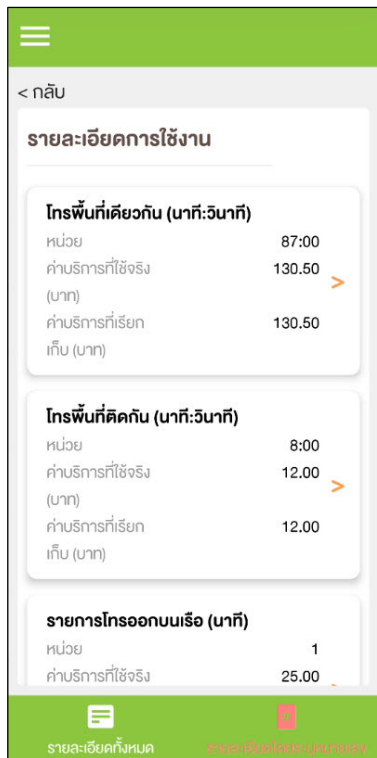 < กลับ
รายละเอียดการใช้งาน
โทรพื้นที่เดียวกัน (นาที:วินาที)
หน่วย 87:00
ค่าบริการที่ใช้จริง 130.50
(บาท)
>
ค่าบริการที่เรียก 130.50
เก็บ (บาท)
โทรพื้นที่ติดกัน (นาที:วินาที)
หน่วย 8:00
ค่าบริการที่ใช้จริง 12.00
(บาท)
>
ค่าบริการที่เรียก 12.00
เก็บ (บาท)
รายการโทรออกบนเรือ (นาที)
หน่วย 1
ค่าบริการที่ใช้จริง 25.00
รายละเอียดทั้งหมด